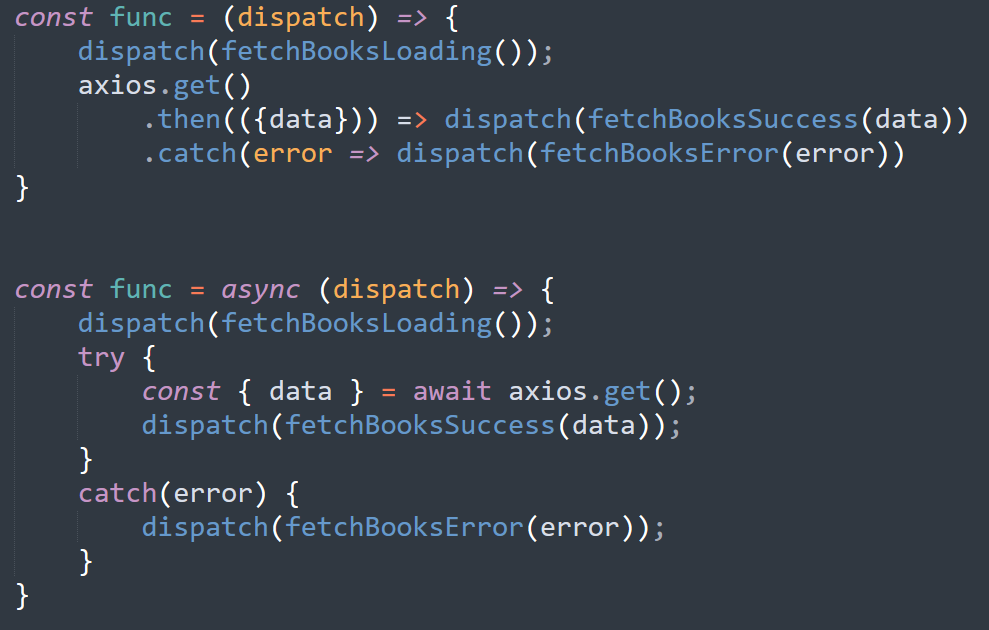 const func = (dispatch) => {
    dispatch(fetchBooksLoading());
    axios.get()
        .then(({data})) => dispatch(fetchBooksSuccess(data))
        .catch(error => dispatch(fetchBooksError(error))
}

const func = async (dispatch) => {
    dispatch(fetchBooksLoading());
    try {
        const { data } = await axios.get();
        dispatch(fetchBooksSuccess(data));
    }
    catch(error) {
        dispatch(fetchBooksError(error));
    }
}